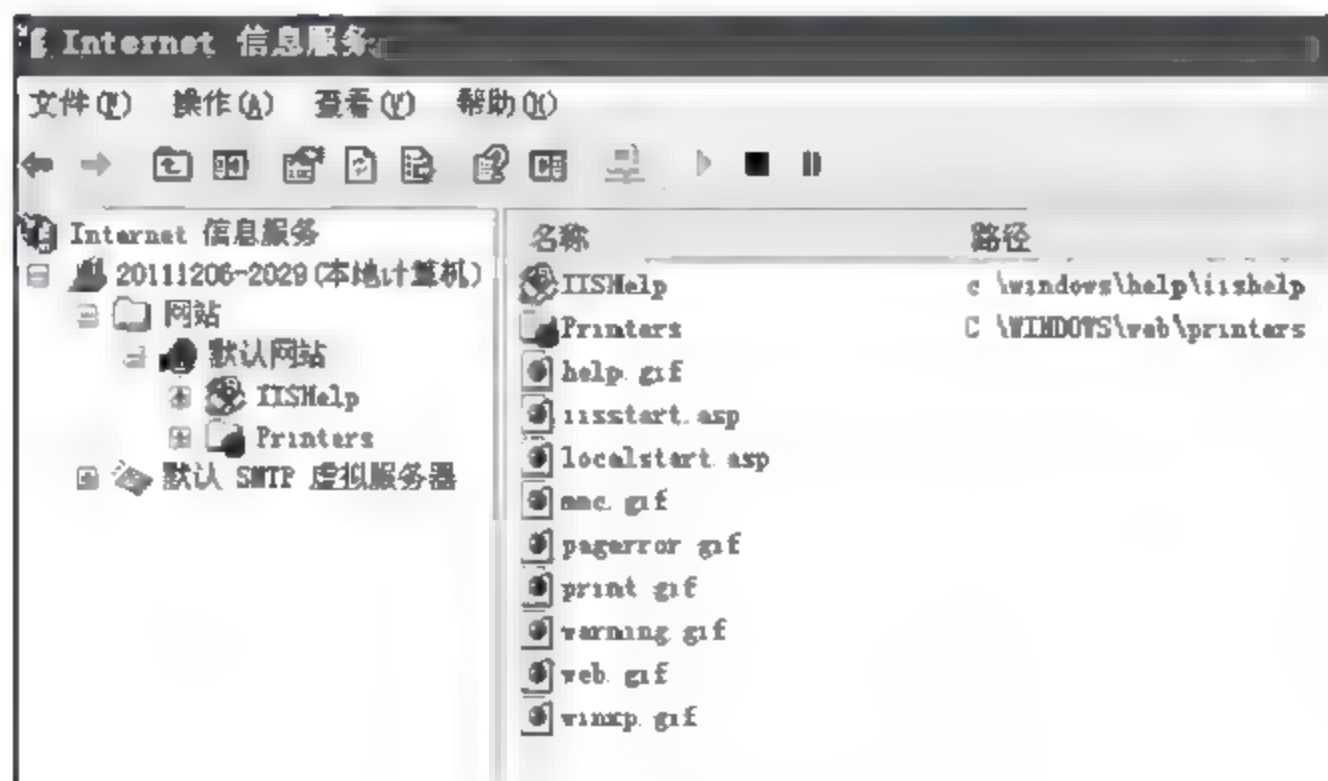 Internet 信息服务
文件(F) 操作(A) 查看(V) 帮助(H)
Internet 信息服务
20111206-2029(本地计算机)
网站
默认网站
IISHelp
Printers
默认 SMTP 虚拟服务器
名称 路径
IISHelp c \windows\help\iishelp
Printers C \WINDOWS\web\printers
help.gif
iisstart.asp
localstart.asp
mmc.gif
pagerror.gif
print.gif
warning.gif
web.gif
winxp.gif